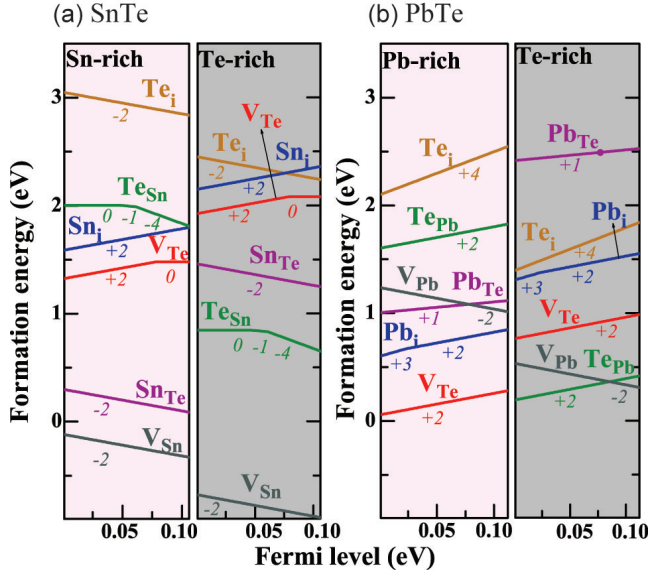 (a) SnTe
(b) PbTe
Formation energy (eV)
3
2
1
0
Sn-rich
Te_i
-2
Te_Sn
0 -1 -4
Sn_i
+2
V_Te
+2 0
Sn_Te
-2
V_Sn
-2
0.05 0.10
Te-rich
V_Te
Te_i
Sn_i
-2
+2
+2 0
Sn_Te
-2
Te_Sn
0 -1 -4
V_Sn
-2
0.05 0.10
Fermi level (eV)
Formation energy (eV)
3
2
1
0
Pb-rich
Te_i
+4
Te_Pb
+2
V_Pb
Pb_Te
+1 -2
Pb_i
+3 +2
V_Te
+2
0.05 0.10
Te-rich
Pb_Te
+1
Pb_i
Te_i
+4
+3 +2
V_Te
+2
V_Pb
Te_Pb
+2 -2
0.05 0.10
Fermi level (eV)